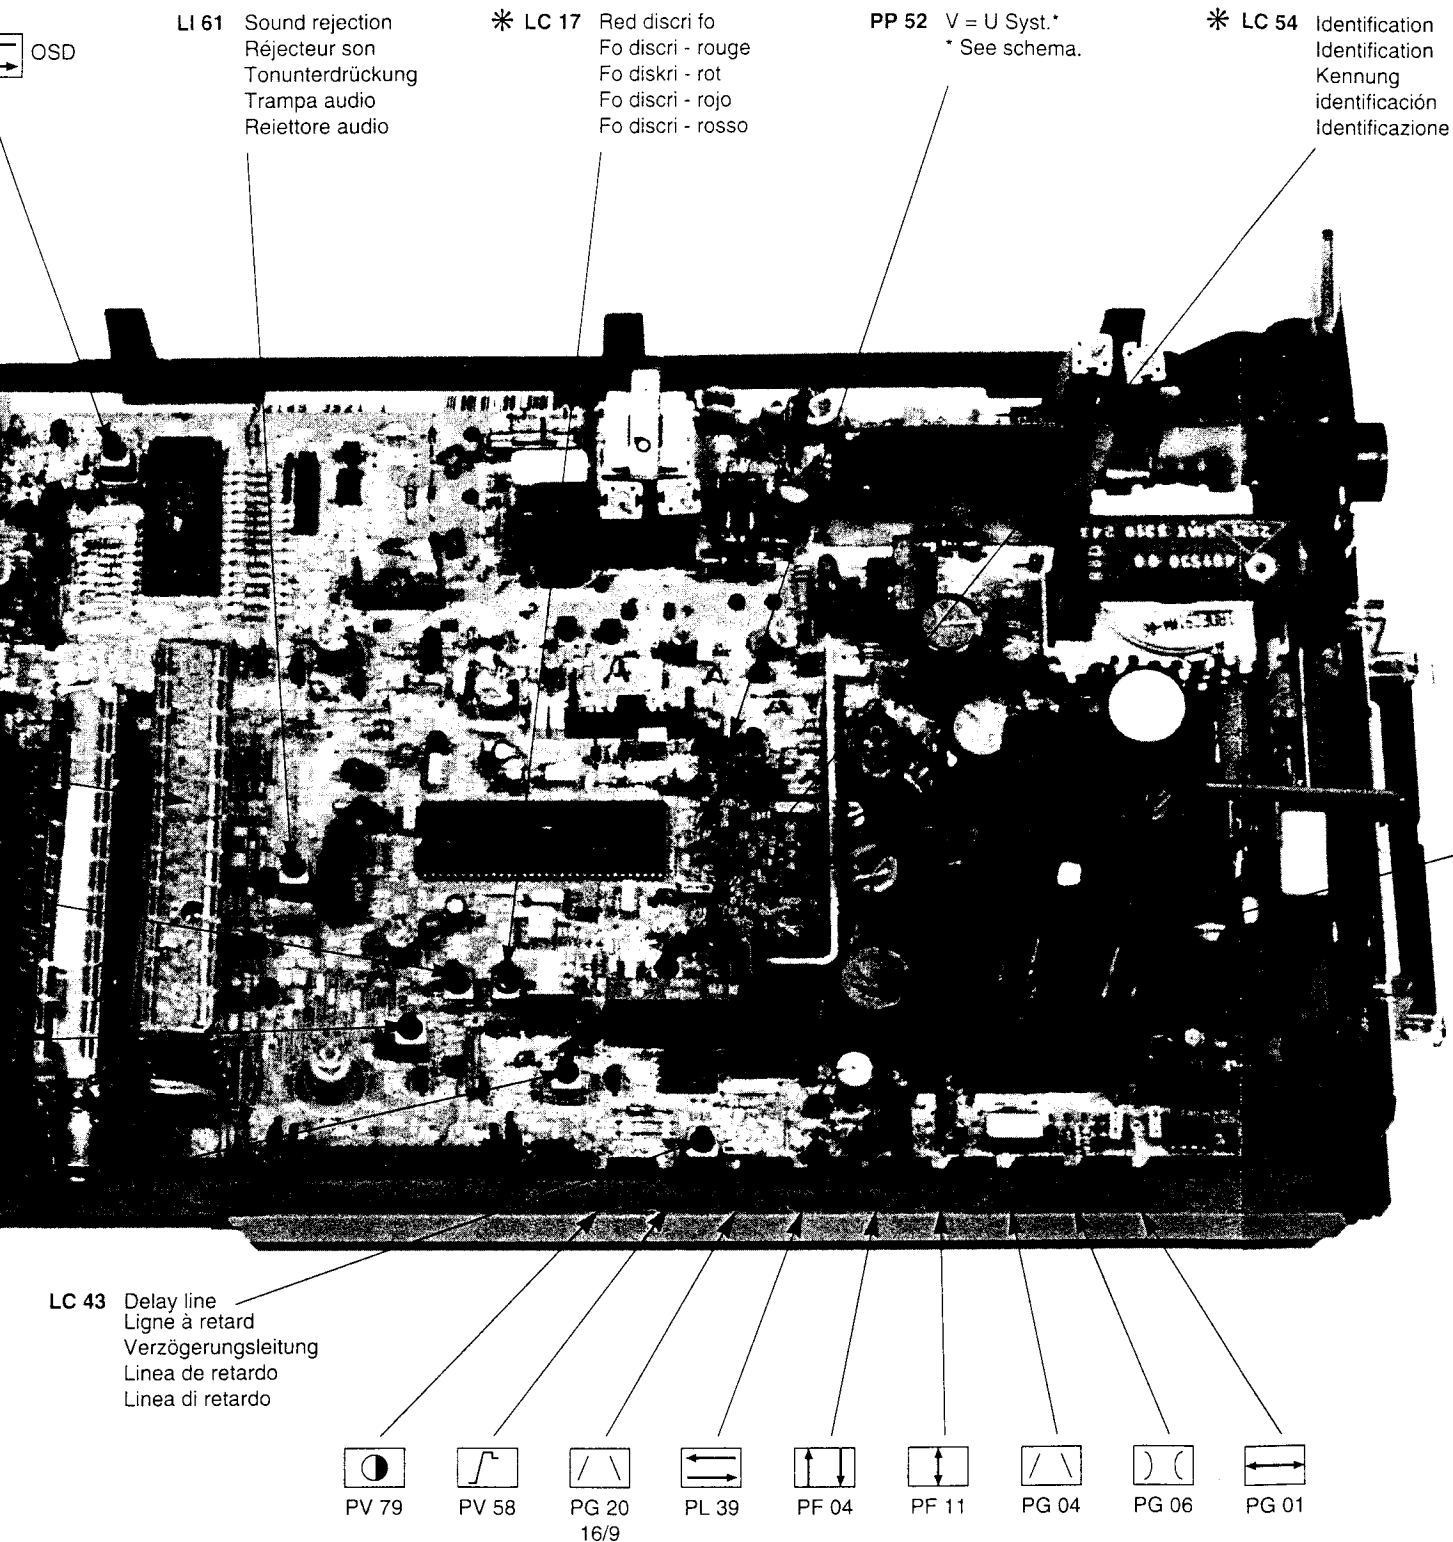 OSD
LI 61 Sound rejection
Réjecteur son
Tonunterdrückung
Trampa audio
Reiettore audio
✳ LC 17 Red discri fo
Fo discri - rouge
Fo diskri - rot
Fo discri - rojo
Fo discri - rosso
PP 52 V = U Syst.*
* See schema.
✳ LC 54 Identification
Identification
Kennung
identificación
Identificazione
LC 43 Delay line
Ligne à retard
Verzögerungsleitung
Linea de retardo
Linea di retardo
PV 79
PV 58
PG 20
16/9
PL 39
PF 04
PF 11
PG 04
PG 06
PG 01